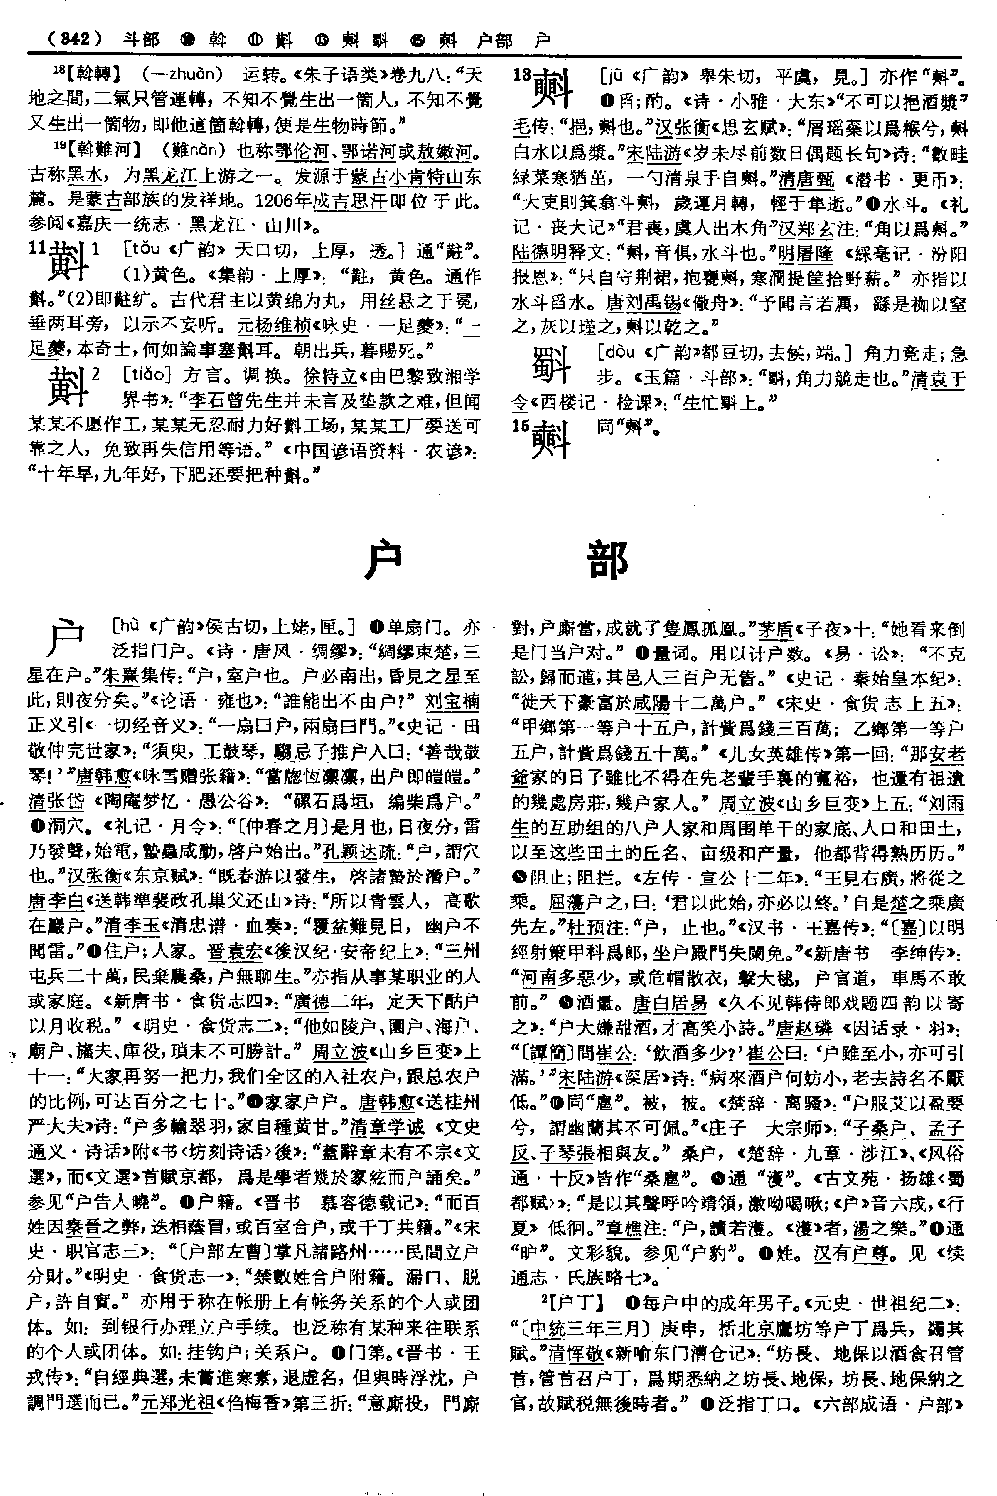 (342) 斗部 斡 斢 㪺 斣 㪺 户部 户
18【斡轉】 (—zhuǎn) 运转。《朱子语类》卷九八:“天
地之間,二氣只管運轉,不知不覺生出一箇人,不知不覺
又生出一箇物,即他這箇斡轉,便是生物時節。”
19【斡難河】 (難nán)也称鄂伦河、鄂诺河或敖嫩河。
古称黑水,为黑龙江上游之一。发源于蒙古小肯特山东
麓。是蒙古部族的发祥地。1206年成吉思汗即位于此。
参阅《嘉庆一统志·黑龙江·山川》。
11斢1 [tǒu《广韵》天口切,上厚,透。]通“黈”。
(1)黄色。《集韵·上厚》:“黈,黄色。通作
斢。”(2)即黈纩。古代君主以黄绵为丸,用丝悬之于冕,
垂两耳旁,以示不妄听。元杨维桢《咏史·一足夔》:“一
足夔,本奇士,何如論事塞斢耳。朝出兵,暮賜死。”
斢2 [tiǎo] 方言。调换。徐特立《由巴黎致湘学
界书》:“李石曾先生并未言及垫款之难,但闻
某某不愿作工,某某无忍耐力好斢工场,某某工厂要送可
靠之人,免致再失信用等语。”《中国谚语资料·农谚》:
“十年旱,九年好,下肥还要把种斢。”
13㪺 [jū《广韵》舉朱切,平虞,見。]亦作“㪺”。
❶舀;酌。《诗·小雅·大东》“不可以挹酒漿”
毛传:“挹,㪺也。”汉张衡《思玄赋》:“屑瑶蘂以爲糇兮,㪺
白水以爲漿。”宋陆游《岁未尽前数日偶题长句》诗:“數畦
緑菜寒猶茁,一勺清泉手自㪺。”清唐甄《潜书·更币》:
“大吏則箕翕斗㪺,歲運月轉,輕于隼逝。”❷水斗。《礼
记·丧大记》“君喪,虞人出木角”汉郑玄注:“角以爲㪺。”
陆德明释文:“㪺,音俱,水斗也。”明屠隆《綵毫记·汾阳
报恩》:“只自守荆裙,抱甕㪺,寒澗提筐拾野薪。”亦指以
水斗舀水。唐刘禹锡《儆舟》:“予聞言若厲,繇是袽以窒
之,灰以墐之,㪺以乾之。”
斣 [dòu《广韵》都豆切,去候,端。]角力竞走;急
步。《玉篇·斗部》:“斣,角力競走也。”清袁于
令《西楼记·检课》:“生忙斣上。”
15㪺 同“㪺”。
户 部
户 [hù《广韵》侯古切,上姥,匣。]❶单扇门。亦
泛指门户。《诗·唐风·绸缪》:“綢繆束楚,三
星在户。”朱熹集传:“户,室户也。户必南出,昏見之星至
此,則夜分矣。”《论语·雍也》:“誰能出不由户?”刘宝楠
正义引《一切经音义》:“一扇曰户,兩扇曰門。”《史记·田
敬仲完世家》:“須臾,王鼓琴,騶忌子推户入曰:‘善哉鼓
琴!’”唐韩愈《咏雪赠张籍》:“當牕恆凜凜,出户即皚皚。”
清张岱《陶庵梦忆·愚公谷》:“磥石爲垣,编柴爲户。”
❷洞穴。《礼记·月令》:“〔仲春之月〕是月也,日夜分,雷
乃發聲,始電,蟄蟲咸動,啓户始出。”孔颖达疏:“户,謂穴
也。”汉张衡《东京赋》:“既春游以發生,啓諸蟄於潛户。”
唐李白《送韩準裴政孔巢父还山》诗:“所以青雲人,高歌
在巖户。”清李玉《清忠谱·血奏》:“覆盆難見日,幽户不
聞雷。”❸住户;人家。晋袁宏《後汉纪·安帝纪上》:“三州
屯兵二十萬,民棄農桑,户無聊生。”亦指从事某职业的人
或家庭。《新唐书·食货志四》:“廣德二年,定天下酤户
以月收税。”《明史·食货志二》:“他如陵户、園户、海户、
廟户、旛夫、庫役,瑣末不可勝計。”周立波《山乡巨变》上
十一:“大家再努一把力,我们全区的入社农户,跟总农户
的比例,可达百分之七十。”❹家家户户。唐韩愈《送桂州
严大夫》诗:“户多輸翠羽,家自種黄甘。”清章学诚《文史
通义·诗话》附《书〈坊刻诗话〉後》:“蓋辭章末有不宗《文
選》,而《文選》首賦京都,爲是學者幾於家絃而户誦矣。”
参见“户告人曉”。❺户籍。《晋书·慕容德载记》:“而百
姓因秦晉之弊,迭相蔭冒,或百室合户,或千丁共籍。”《宋
史·职官志三》:“〔户部左曹〕掌凡諸路州……民間立户
分財。”《明史·食货志一》:“禁數姓合户附籍。漏口、脱
户,許自實。”亦用于称在帐册上有帐务关系的个人或团
体。如:到银行办理立户手续。也泛称有某种来往联系
的个人或团体。如:挂钩户;关系户。❻门第。《晋书·王
戎传》:“自經典選,未嘗進寒素,退虚名,但與時浮沈,户
調門選而已。”元郑光祖《㑳梅香》第三折:“意廝投,門廝
對,户廝當,成就了隻鳳孤凰。”茅盾《子夜》十:“她看来倒
是门当户对。”❼量词。用以计户数。《易·讼》:“不克
訟,歸而逋,其邑人三百户无眚。”《史记·秦始皇本纪》:
“徙天下豪富於咸陽十二萬户。”《宋史·食货志上五》:
“甲鄉第一等户十五户,計貲爲錢三百萬;乙鄉第一等户
五户,計貲爲錢五十萬。”《儿女英雄传》第一回:“那安老
爺家的日子雖比不得在先老輩手裏的寬裕,也還有祖遺
的幾處房莊,幾户家人。”周立波《山乡巨变》上五:“刘雨
生的互助组的八户人家和周围单干的家底、人口和田土,
以至这些田土的丘名、亩级和产量,他都背得熟历历。”
❽阻止;阻拦。《左传·宣公十二年》:“王見右廣,將從之
乘。屈蕩户之,曰:‘君以此始,亦必以終。’自是楚之乘廣
先左。”杜预注:“户,止也。”《汉书·王嘉传》:“〔嘉〕以明
經射策甲科爲郎,坐户殿門失闌免。”《新唐书·李绅传》:
“河南多惡少,或危帽散衣,擊大毬,户官道,車馬不敢
前。”❾酒量。唐白居易《久不见韩侍郎戏题四韵以寄
之》:“户大嫌甜酒,才高笑小詩。”唐赵璘《因话录·羽》:
“〔譚簡〕問崔公:‘飲酒多少?’崔公曰:‘户雖至小,亦可引
滿。’”宋陆游《深居》诗:“病來酒户何妨小,老去詩名不厭
低。”❿同“扈”。被,披。《楚辞·离骚》:“户服艾以盈要
兮,謂幽蘭其不可佩。”《庄子·大宗师》:“子桑户、孟子
反、子琴張相與友。”桑户,《楚辞·九章·涉江》、《风俗
通·十反》皆作“桑扈”。⓫通“濩”。《古文苑·扬雄〈蜀
都赋〉》:“是以其聲呼吟靖領,激呦喝啾;《户》音六成,《行
夏》低徊。”章樵注:“户,讀若濩。《濩》者,湯之樂。”⓬通
“昈”。文彩貌。参见“户豹”。⓭姓。汉有户尊。见《续
通志·氏族略七》。
2【户丁】 ❶每户中的成年男子。《元史·世祖纪二》:
“〔中统三年三月〕庚申,括北京鷹坊等户丁爲兵,蠲其
賦。”清恽敬《新喻东门漕仓记》:“坊長、地保以酒食召管
首,管首召户丁,爲期悉納之坊長、地保,坊長、地保納之
官,故賦税無後時者。”❷泛指丁口。《六部成语·户部》